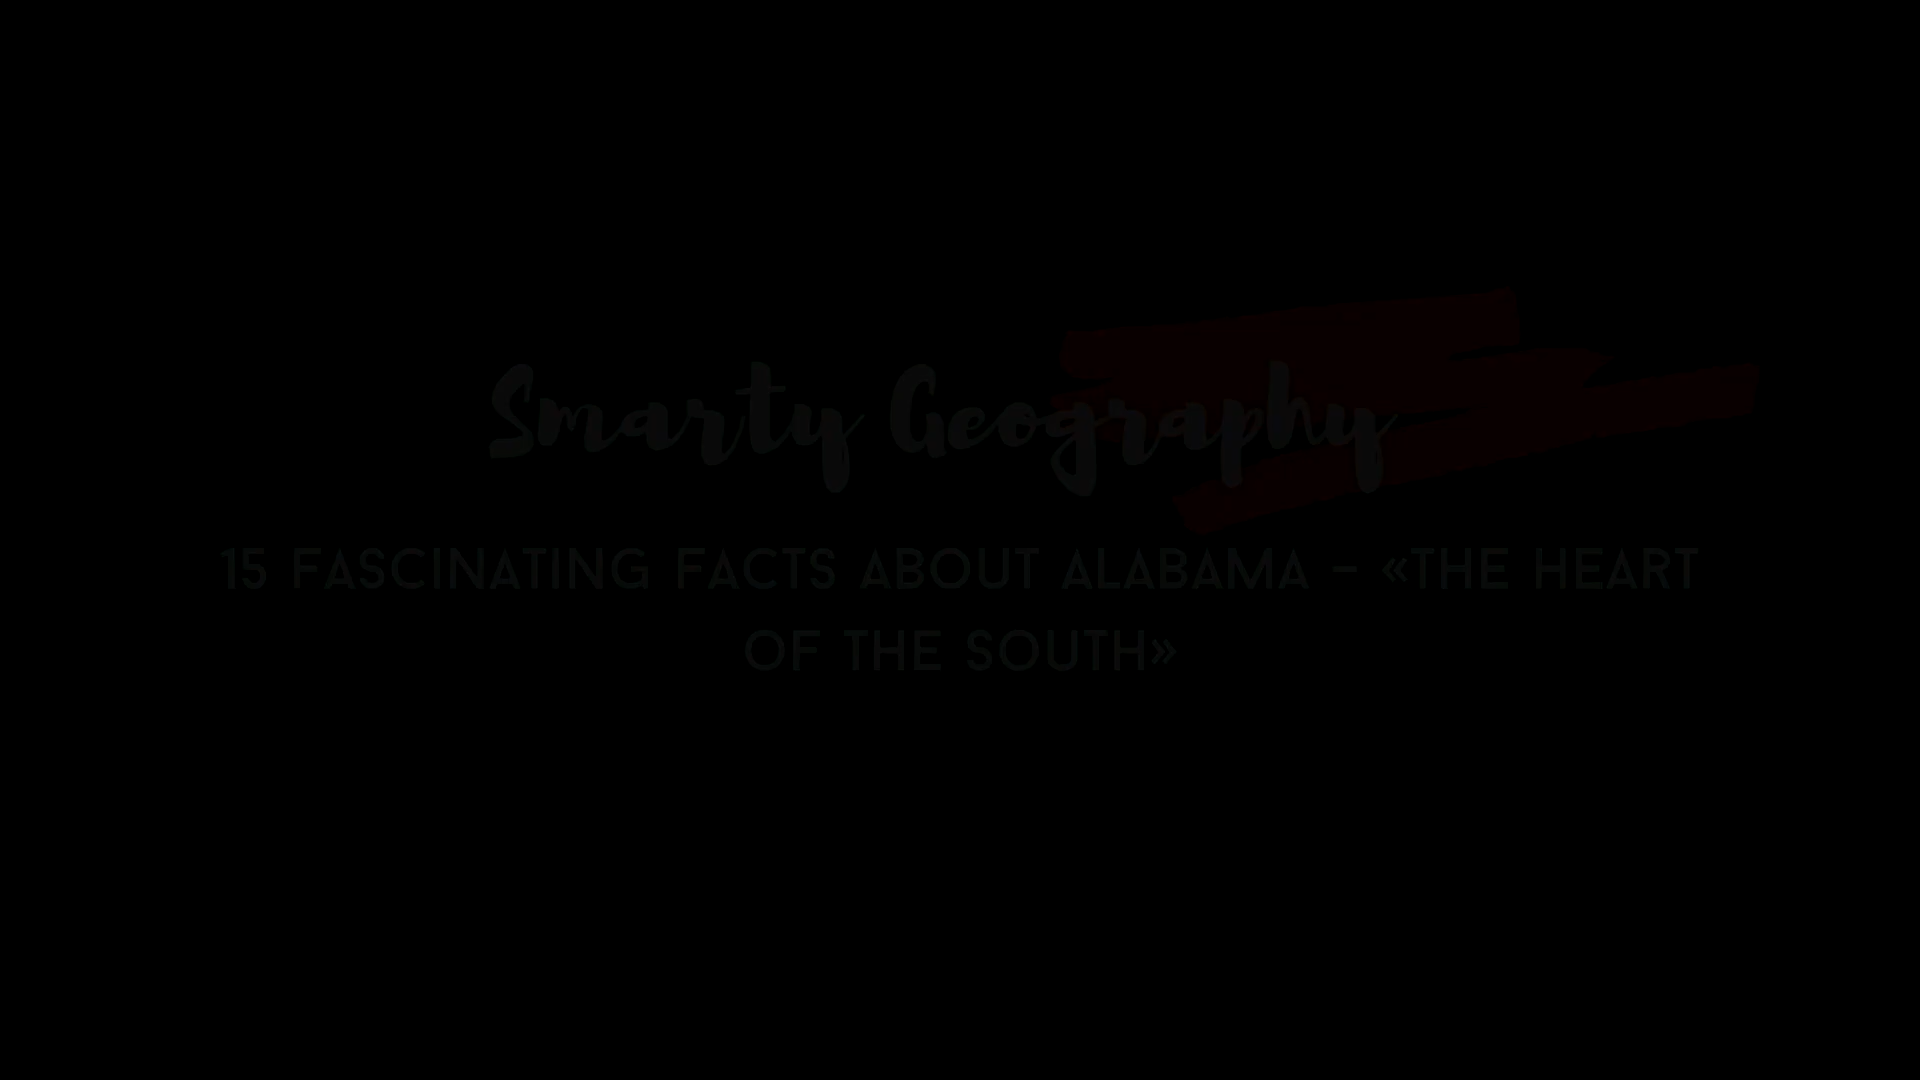 Smarty Geography
15 FASCINATING FACTS ABOUT ALABAMA – «THE HEART
OF THE SOUTH»